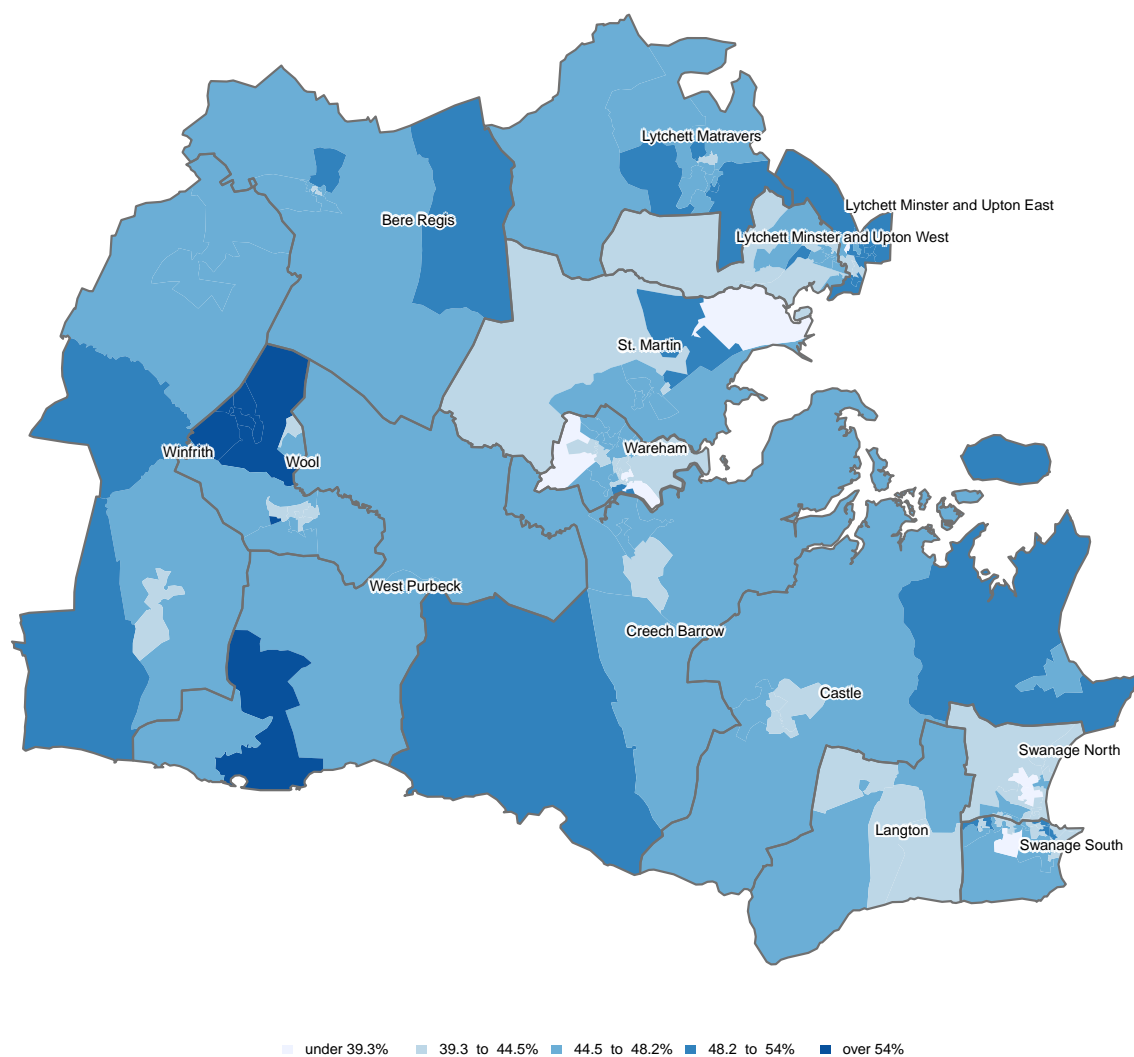 Lytchett Matravers
Lytchett Minster and Upton East
Bere Regis
Lytchett Minster and Upton West
St. Martin
Wareham
Winfrith
Wool
West Purbeck
Creech Barrow
Castle
Swanage North
Langton
Swanage South
under 39.3% 39.3 to 44.5% 44.5 to 48.2% 48.2 to 54% over 54%